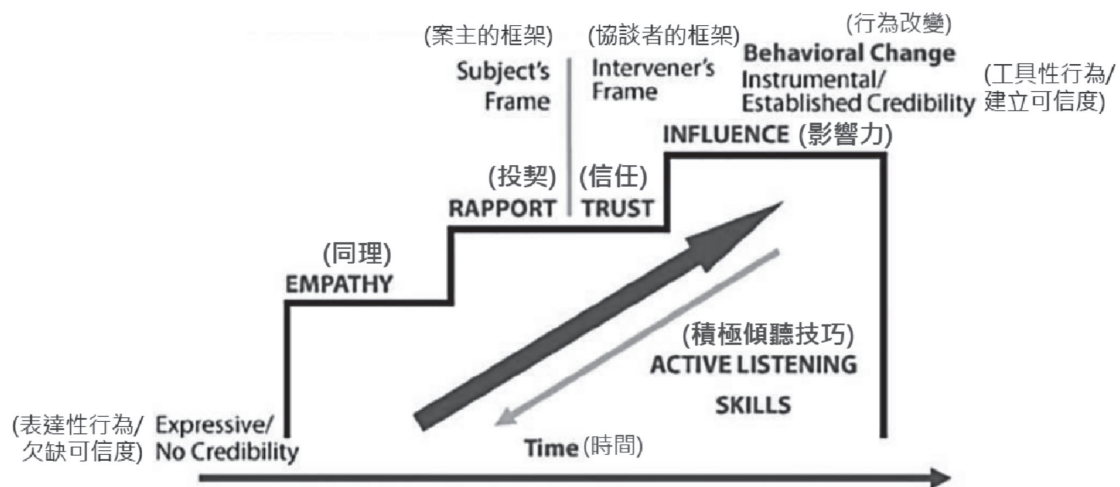 (案主的框架)
Subject's
Frame
(協談者的框架)
Intervener's
Frame
(行為改變)
Behavioral Change
Instrumental/
Established Credibility
(工具性行為/
建立可信度)
INFLUENCE (影響力)
(投契)
RAPPORT
(信任)
TRUST
(同理)
EMPATHY
(積極傾聽技巧)
ACTIVE LISTENING
SKILLS
(表達性行為/
欠缺可信度)
Expressive/
No Credibility
Time (時間)